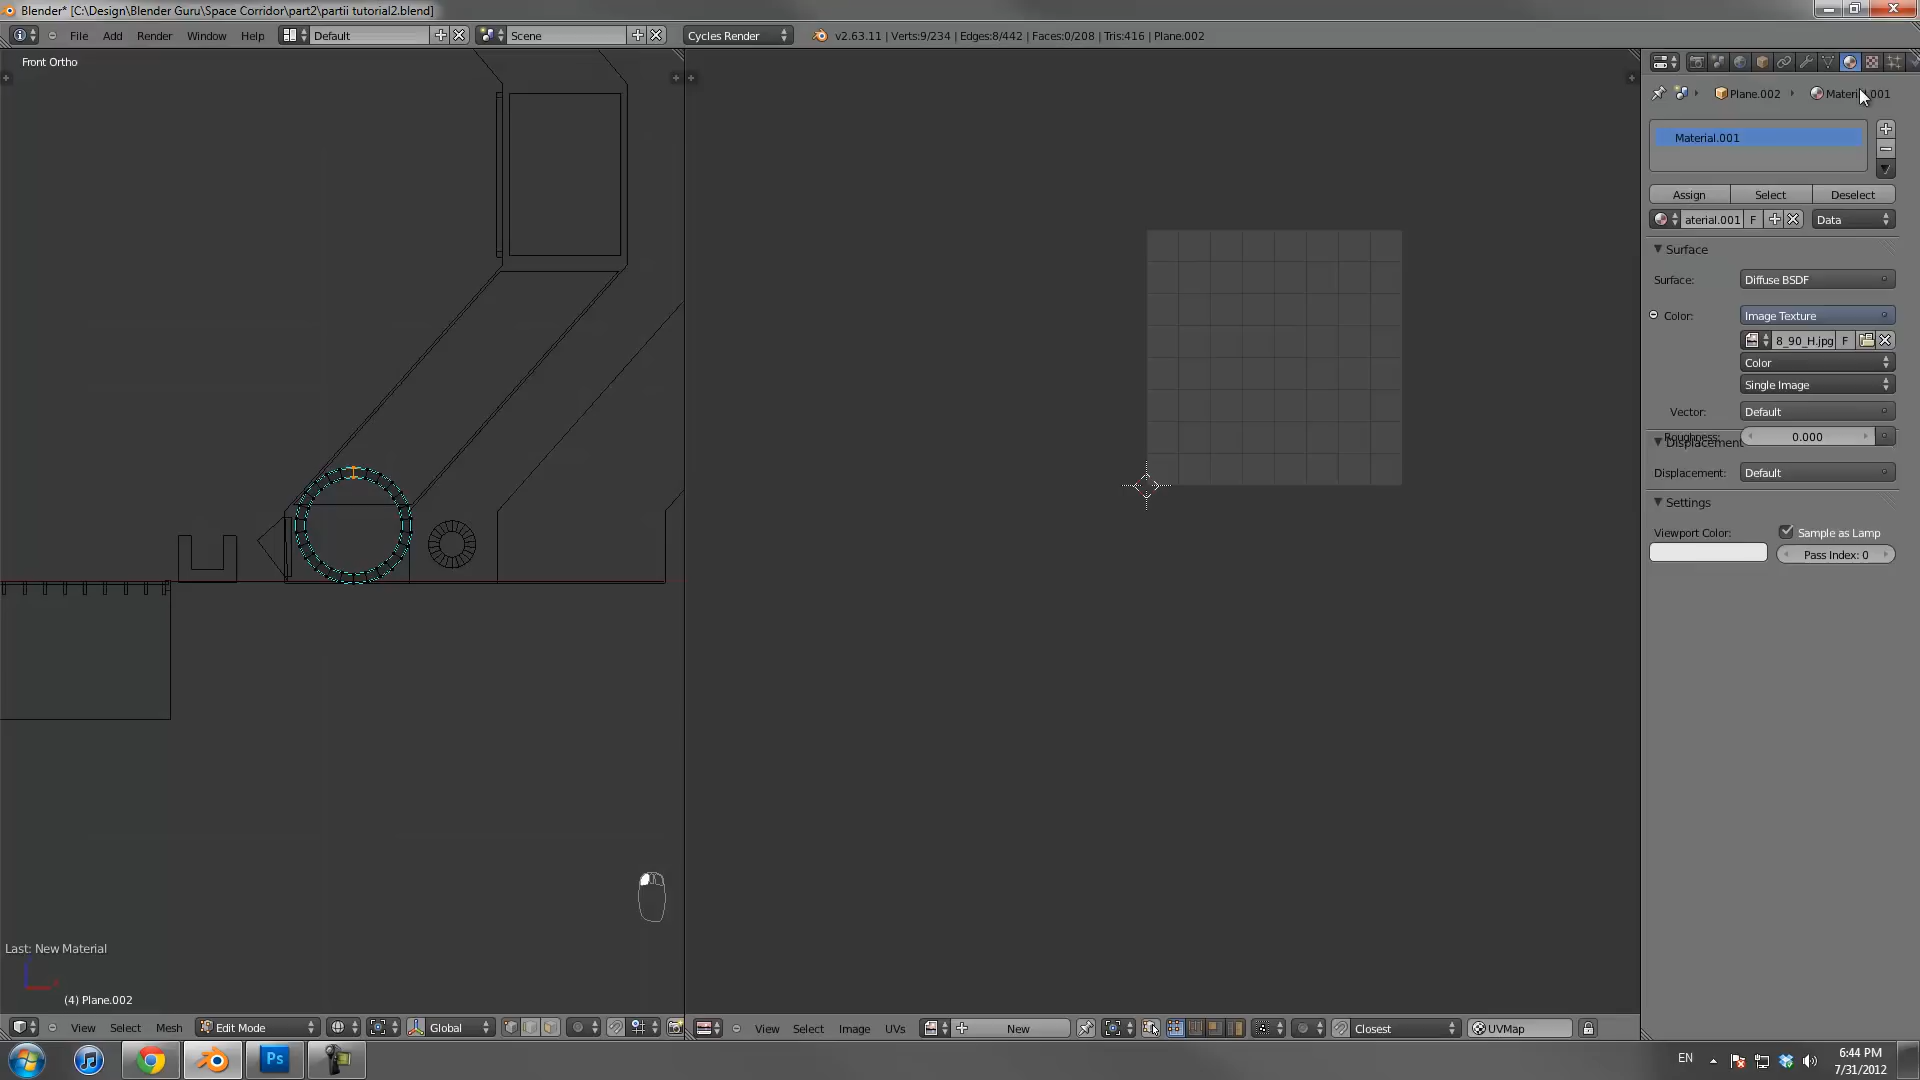 Blender* [C:\Design\Blender Guru\Space Corridor\part2\partii tutorial2.blend]
File Add Render Window Help Default Scene Cycles Render v2.63.11 | Verts:9/234 | Edges:8/442 | Faces:0/208 | Tris:416 | Plane.002
Front Ortho
Plane.002 Material.001
Material.001
Assign Select Deselect
aterial.001 F Data
Surface
Surface: Diffuse BSDF
Color: Image Texture
8_90_H.jpg F
Color
Single Image
Vector: Default
Roughness: 0.000
Displacement
Displacement: Default
Settings
Viewport Color: Sample as Lamp
Pass Index: 0
Last: New Material
(4) Plane.002
View Select Mesh Edit Mode Global
View Select Image UVs New Closest UVMap
Ps
EN
6:44 PM
7/31/2012